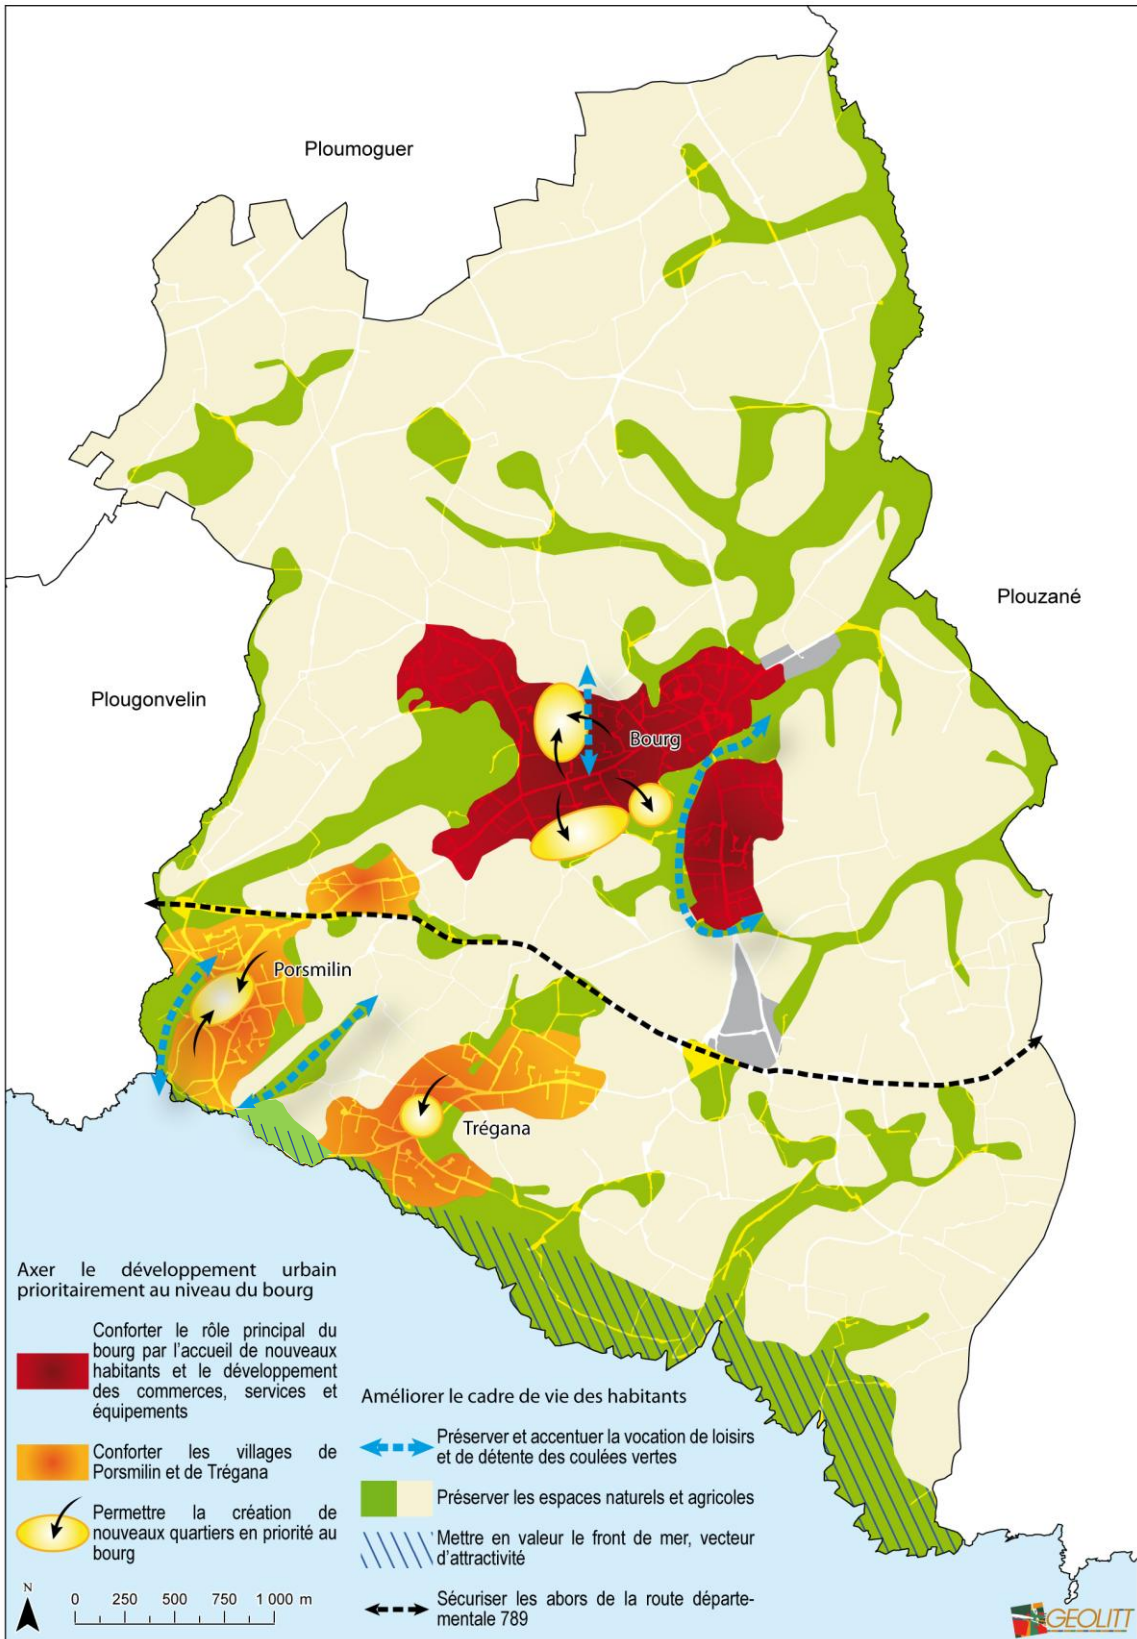 Ploumoguer
Plouzané
Plougonvelin
Bourg
Porsmilin
Trégana
Axer le développement urbain
prioritairement au niveau du bourg
Conforter le rôle principal du
bourg par l'accueil de nouveaux
habitants et le développement
des commerces, services et
équipements
Conforter les villages de
Porsmilin et de Trégana
Permettre la création de
nouveaux quartiers en priorité au
bourg
N
0 250 500 750 1 000 m
Améliorer le cadre de vie des habitants
Préserver et accentuer la vocation de loisirs
et de détente des coulées vertes
Préserver les espaces naturels et agricoles
Mettre en valeur le front de mer, vecteur
d'attractivité
Sécuriser les abors de la route départe-
mentale 789
GEOLITT